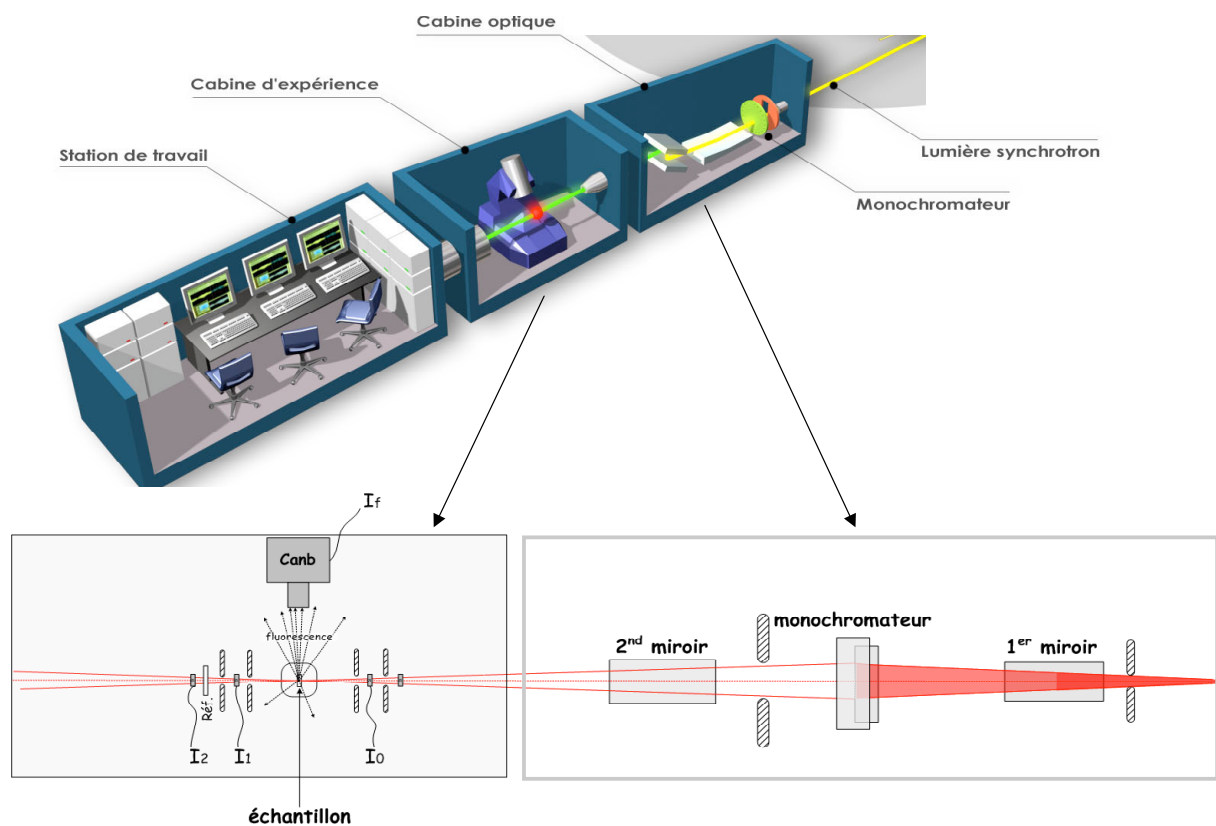 Cabine optique
Cabine d'expérience
Station de travail
Lumière synchrotron
Monochromateur
If
Canb
fluorescence
monochromateur
2nd miroir
1er miroir
Réf.
I2
I1
I0
échantillon